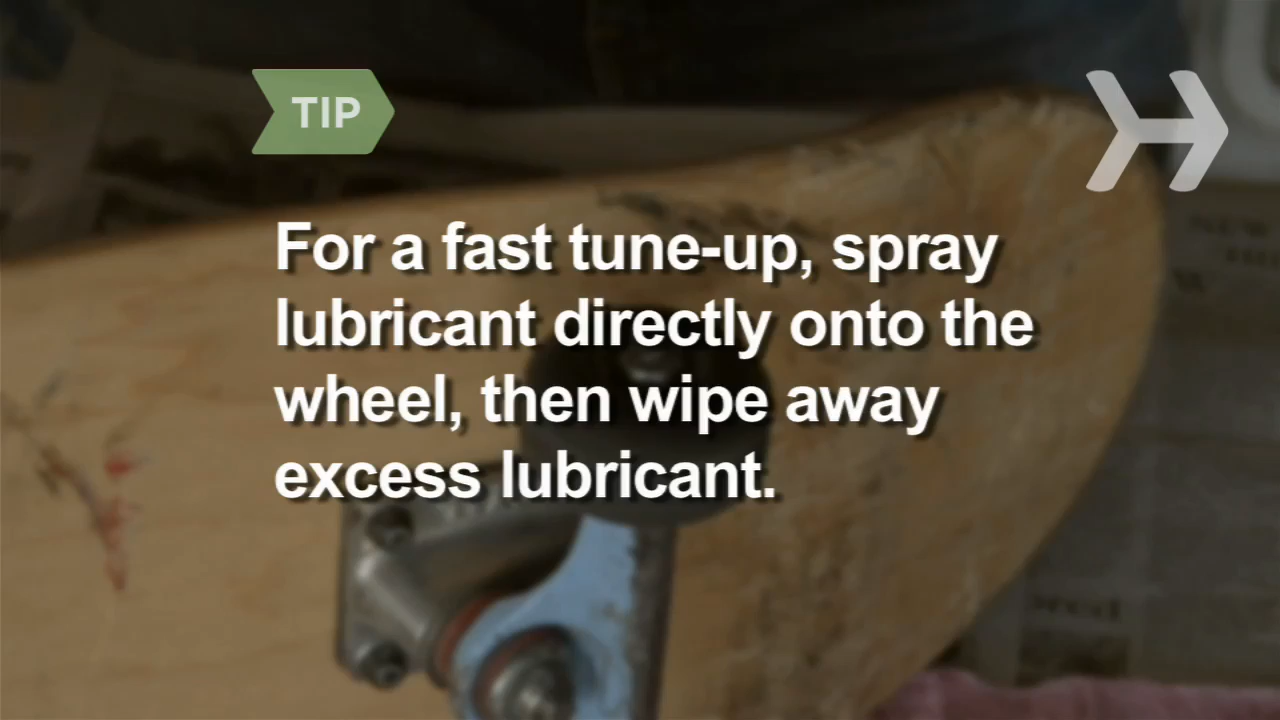 TIP
For a fast tune-up, spray
lubricant directly onto the
wheel, then wipe away
excess lubricant.